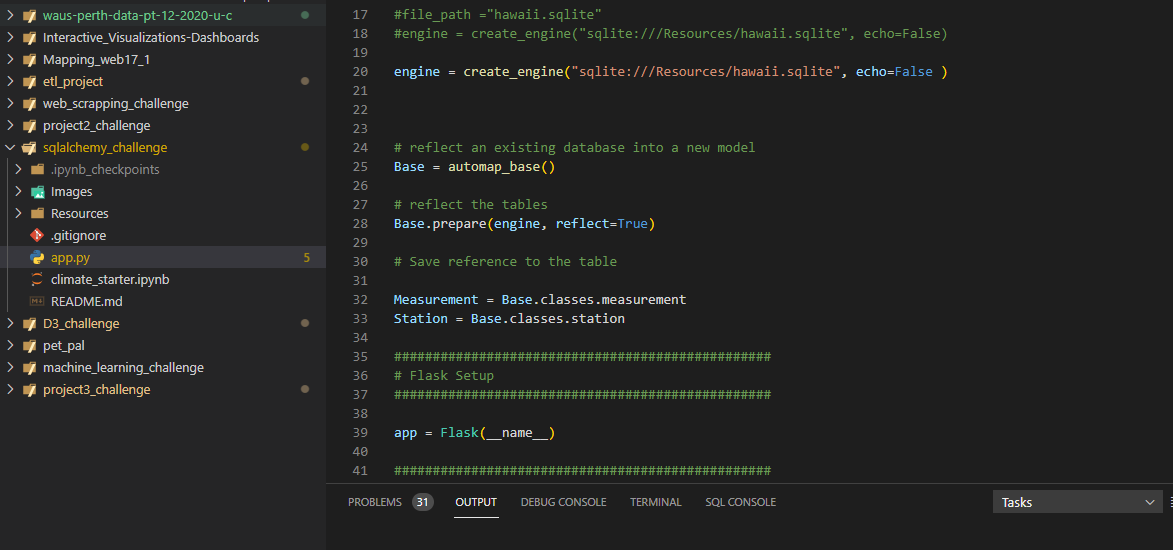 waus-perth-data-pt-12-2020-u-c
Interactive_Visualizations-Dashboards
Mapping_web17_1
etl_project
web_scrapping_challenge
project2_challenge
sqlalchemy_challenge
.ipynb_checkpoints
Images
Resources
.gitignore
app.py 5
climate_starter.ipynb
README.md
D3_challenge
pet_pal
machine_learning_challenge
project3_challenge
17 #file_path ="hawaii.sqlite"
18 #engine = create_engine("sqlite:///Resources/hawaii.sqlite", echo=False)
19
20 engine = create_engine("sqlite:///Resources/hawaii.sqlite", echo=False )
21
22
23
24 # reflect an existing database into a new model
25 Base = automap_base()
26
27 # reflect the tables
28 Base.prepare(engine, reflect=True)
29
30 # Save reference to the table
31
32 Measurement = Base.classes.measurement
33 Station = Base.classes.station
34
35 ##################################################
36 # Flask Setup
37 ##################################################
38
39 app = Flask(__name__)
40
41 ##################################################
PROBLEMS 31 OUTPUT DEBUG CONSOLE TERMINAL SQL CONSOLE Tasks